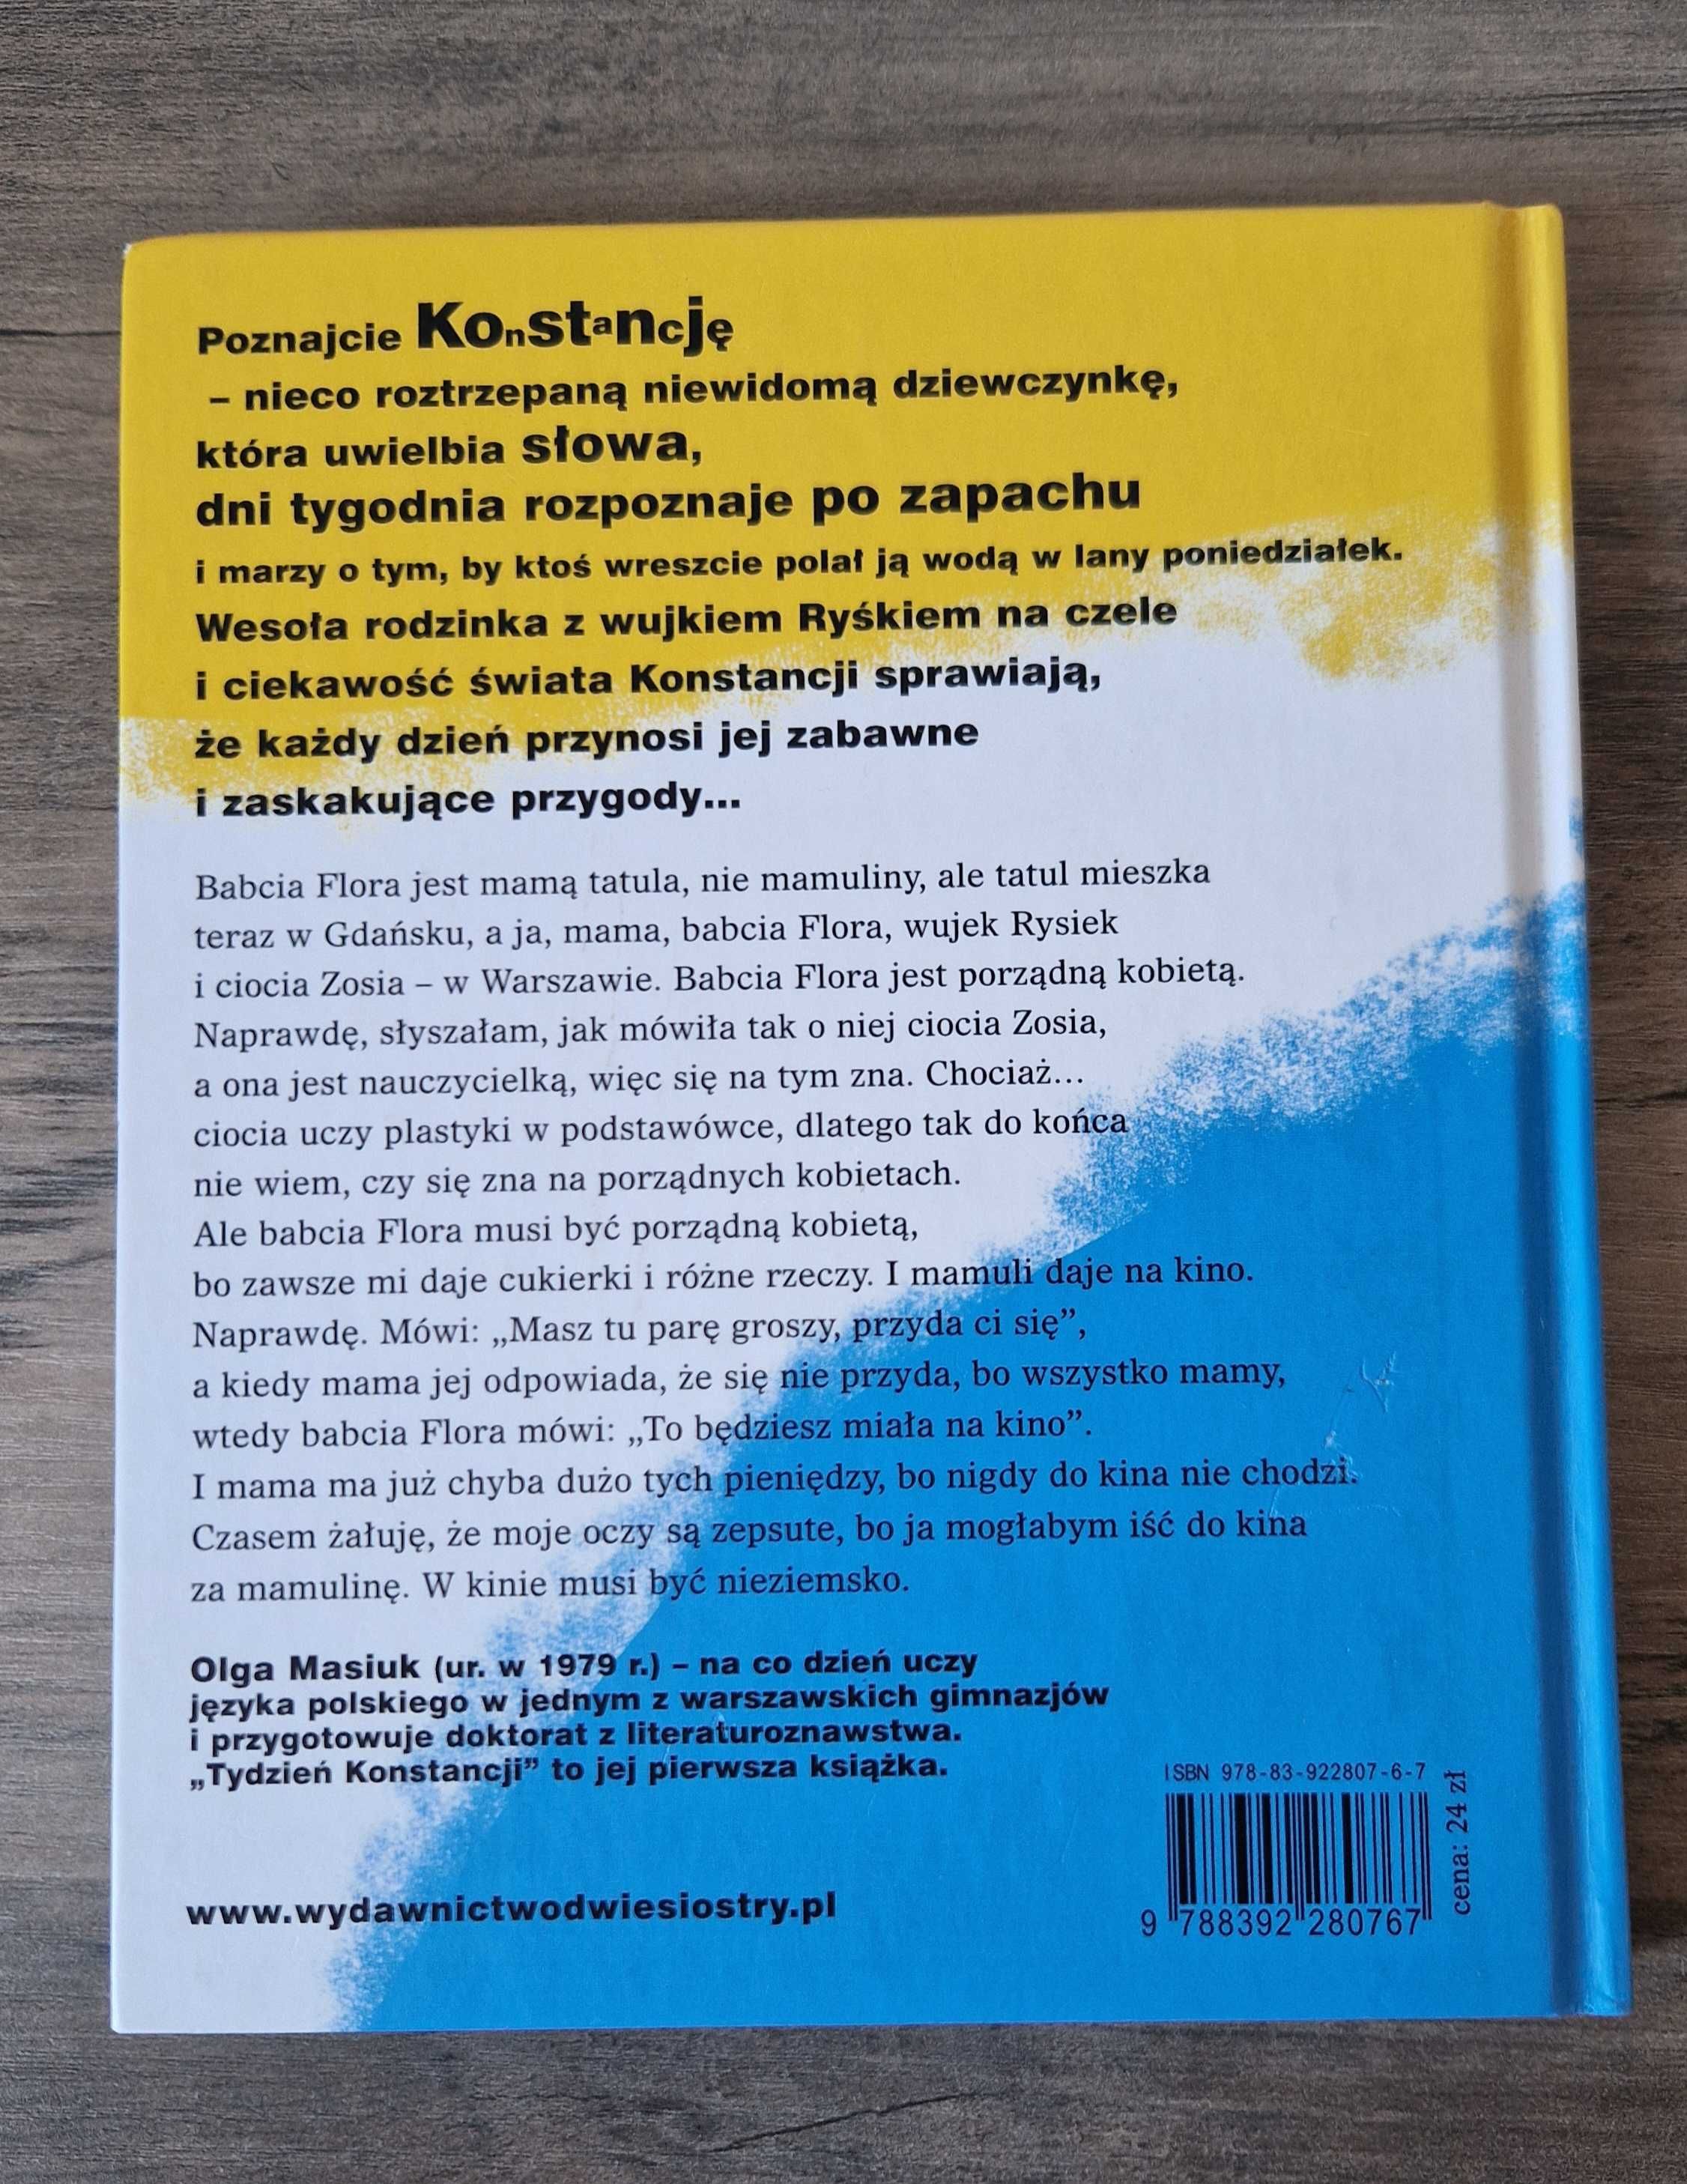 Poznajcie Konstancję
– nieco roztrzepaną niewidomą dziewczynkę,
która uwielbia słowa,
dni tygodnia rozpoznaje po zapachu
i marzy o tym, by ktoś wreszcie polał ją wodą w lany poniedziałek.
Wesoła rodzinka z wujkiem Ryśkiem na czele
i ciekawość świata Konstancji sprawiają,
że każdy dzień przynosi jej zabawne
i zaskakujące przygody...
Babcia Flora jest mamą tatula, nie mamuliny, ale tatul mieszka
teraz w Gdańsku, a ja, mama, babcia Flora, wujek Rysiek
i ciocia Zosia – w Warszawie. Babcia Flora jest porządną kobietą.
Naprawdę, słyszałam, jak mówiła tak o niej ciocia Zosia,
a ona jest nauczycielką, więc się na tym zna. Chociaż...
ciocia uczy plastyki w podstawówce, dlatego tak do końca
nie wiem, czy się zna na porządnych kobietach.
Ale babcia Flora musi być porządną kobietą,
bo zawsze mi daje cukierki i różne rzeczy. I mamuli daje na kino.
Naprawdę. Mówi: „Masz tu parę groszy, przyda ci się”,
a kiedy mama jej odpowiada, że się nie przyda, bo wszystko mamy,
wtedy babcia Flora mówi: „To będziesz miała na kino”.
I mama ma już chyba dużo tych pieniędzy, bo nigdy do kina nie chodzi.
Czasem żałuję, że moje oczy są zepsute, bo ja mogłabym iść do kina
za mamulinę. W kinie musi być nieziemsko.
Olga Masiuk (ur. w 1979 r.) – na co dzień uczy
języka polskiego w jednym z warszawskich gimnazjów
i przygotowuje doktorat z literaturoznawstwa.
„Tydzień Konstancji” to jej pierwsza książka.
www.wydawnictwodwiesiostry.pl
ISBN 978-83-922807-6-7
9 788392 280767
cena: 24 zł